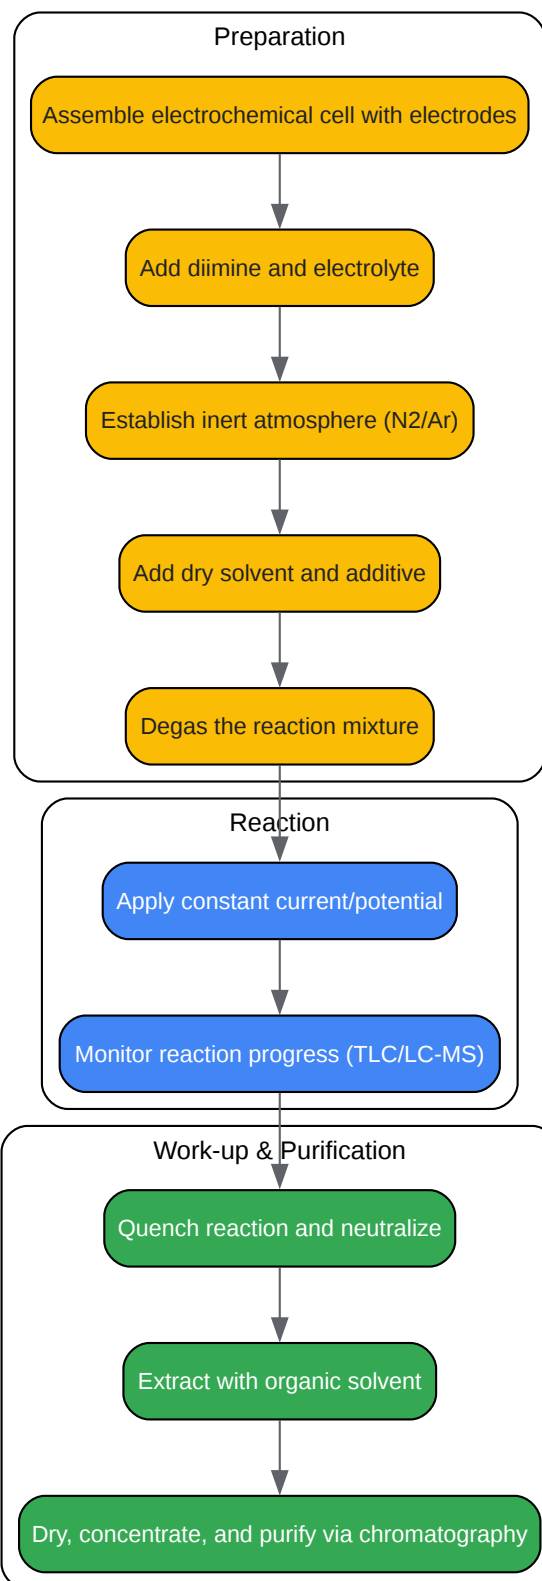 Preparation
Assemble electrochemical cell with electrodes
Add diimine and electrolyte
Establish inert atmosphere (N2/Ar)
Add dry solvent and additive
Degas the reaction mixture
Reaction
Apply constant current/potential
Monitor reaction progress (TLC/LC-MS)
Work-up & Purification
Quench reaction and neutralize
Extract with organic solvent
Dry, concentrate, and purify via chromatography